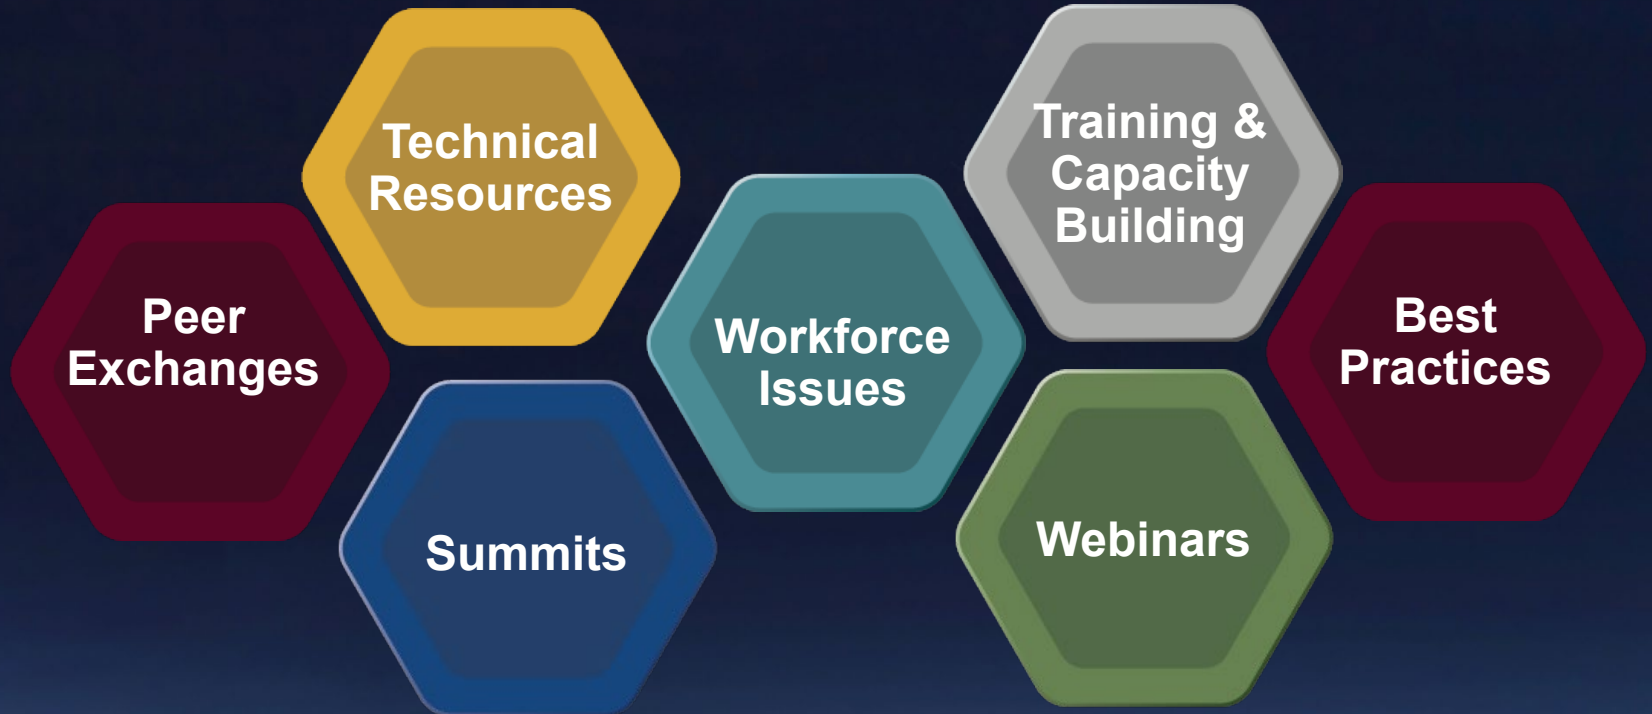 Peer
Exchanges
Technical
Resources
Summits
Workforce
Issues
Training &
Capacity
Building
Webinars
Best
Practices